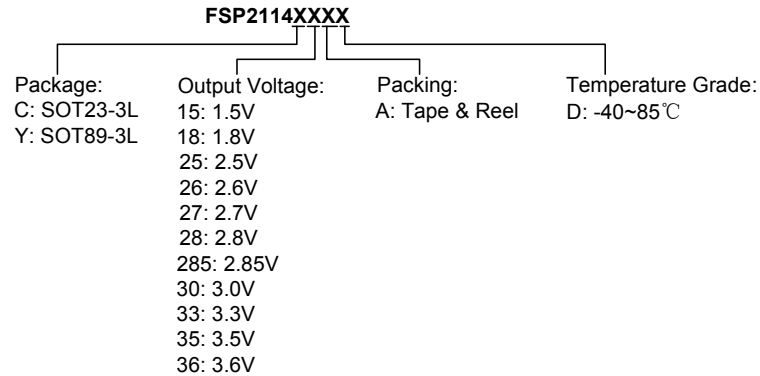 FSP2114XXXX
Package:
C: SOT23-3L
Y: SOT89-3L
Output Voltage:
15: 1.5V
18: 1.8V
25: 2.5V
26: 2.6V
27: 2.7V
28: 2.8V
285: 2.85V
30: 3.0V
33: 3.3V
35: 3.5V
36: 3.6V
Packing:
A: Tape & Reel
Temperature Grade:
D: -40~85℃